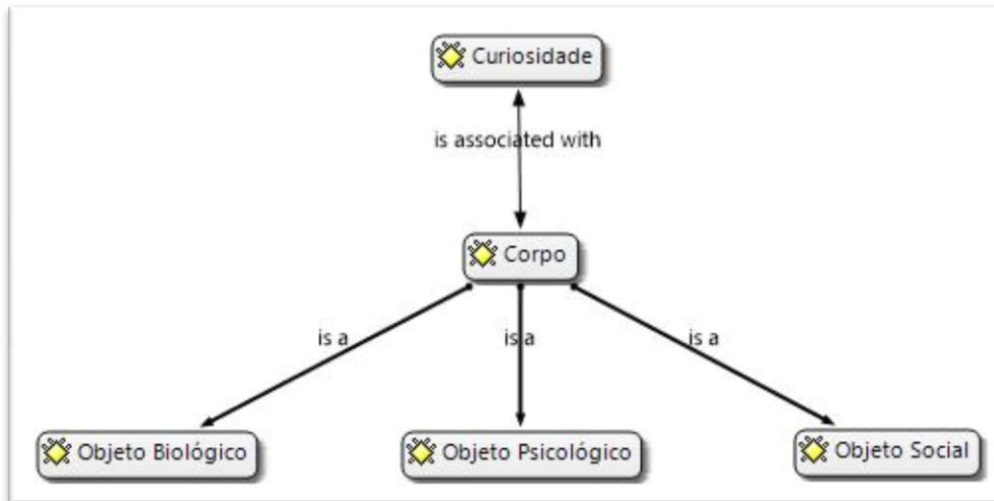 Curiosidade
is associated with
Corpo
is a
is a
is a
Objeto Biológico
Objeto Psicológico
Objeto Social